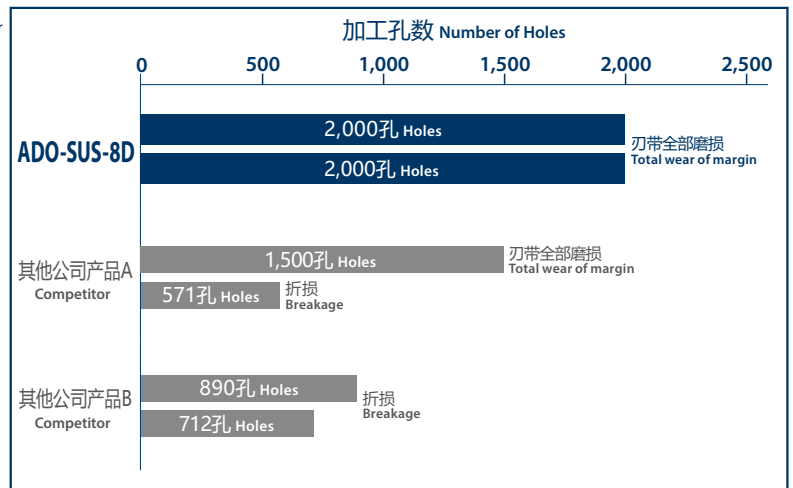 加工孔数 Number of Holes
0 500 1,000 1,500 2,000 2,500
ADO-SUS-8D
2,000孔 Holes
2,000孔 Holes
刃带全部磨损
Total wear of margin
其他公司产品A
Competitor
1,500孔 Holes
刃带全部磨损
Total wear of margin
571孔 Holes
折损
Breakage
其他公司产品B
Competitor
890孔 Holes
712孔 Holes
折损
Breakage